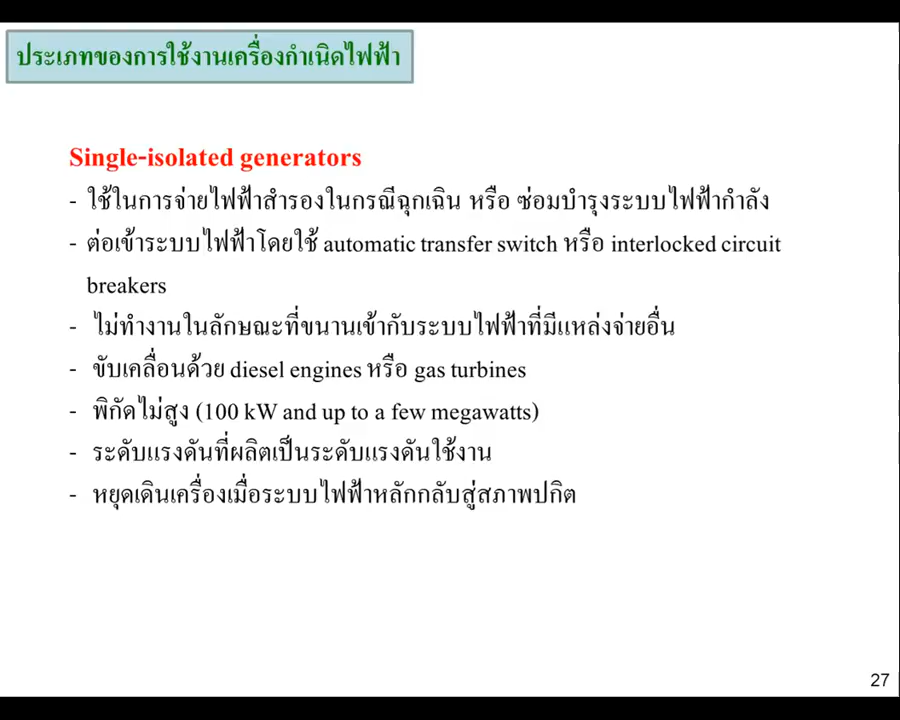 ประเภทของการใช้งานเครื่องกำเนิดไฟฟ้า
Single-isolated generators
- ใช้ในการจ่ายไฟฟ้าสำรองในกรณีฉุกเฉิน หรือ ซ่อมบำรุงระบบไฟฟ้ากำลัง
- ต่อเข้าระบบไฟฟ้าโดยใช้ automatic transfer switch หรือ interlocked circuit
breakers
- ไม่ทำงานในลักษณะที่ขนานเข้ากับระบบไฟฟ้าที่มีแหล่งจ่ายอื่น
- ขับเคลื่อนด้วย diesel engines หรือ gas turbines
- พิกัดไม่สูง (100 kW and up to a few megawatts)
- ระดับแรงดันที่ผลิตเป็นระดับแรงดันใช้งาน
- หยุดเดินเครื่องเมื่อระบบไฟฟ้าหลักกลับสู่สภาพปกิต
27